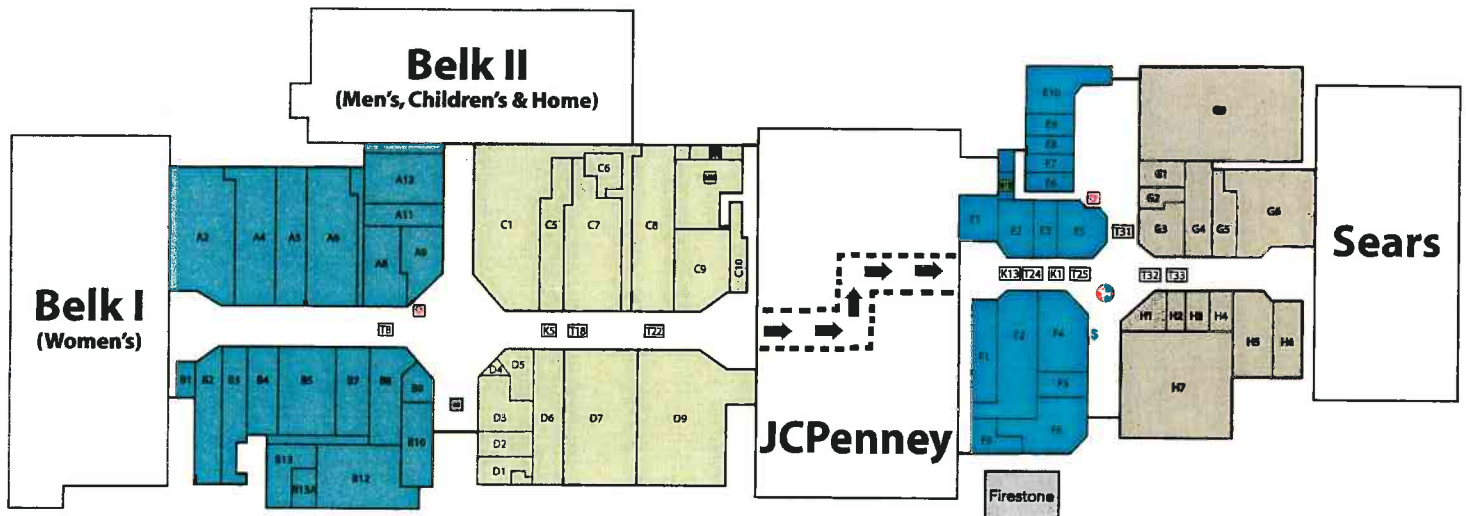 Belk II
(Men's, Children's & Home)
Belk I
(Women's)
JCPenney
Sears
Firestone
A2
A4
A5
A6
A12
A11
A8
A9
T8
B1
B2
B3
B4
B5
B7
B8
B9
B10
B13
B13A
B12
C1
C5
C6
C7
C8
C9
C10
K5
T18
T22
D4
D5
D3
D2
D1
D6
D7
D9
E10
E9
E8
E7
E6
E1
E2
E3
E5
T31
K13
T24
K1
T25
T32
T33
F1
F2
F4
F5
F6
$
G1
G2
G3
G4
G5
G6
H1
H2
H3
H4
H5
H6
H7